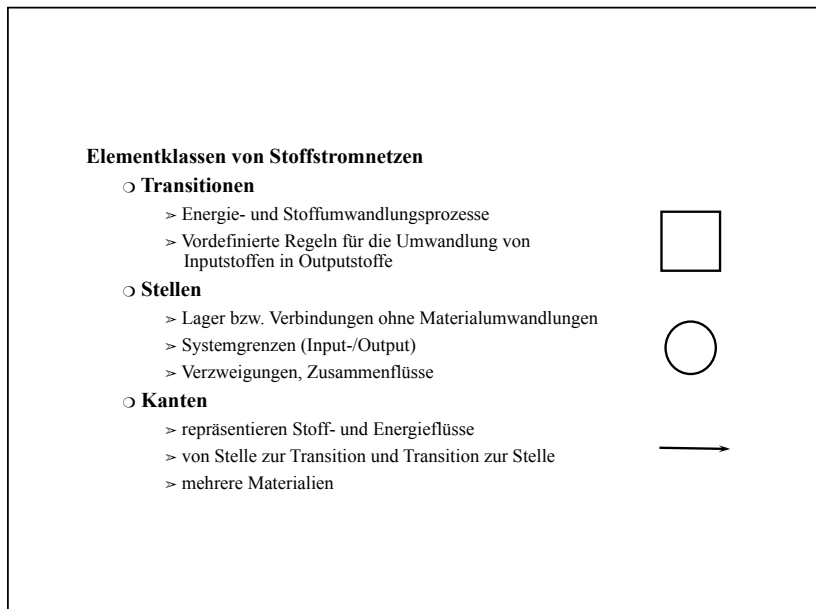 Elementklassen von Stoffstromnetzen
❍ Transitionen
➢ Energie- und Stoffumwandlungsprozesse
➢ Vordefinierte Regeln für die Umwandlung von
Inputstoffen in Outputstoffe
❍ Stellen
➢ Lager bzw. Verbindungen ohne Materialumwandlungen
➢ Systemgrenzen (Input-/Output)
➢ Verzweigungen, Zusammenflüsse
❍ Kanten
➢ repräsentieren Stoff- und Energieflüsse
➢ von Stelle zur Transition und Transition zur Stelle
➢ mehrere Materialien